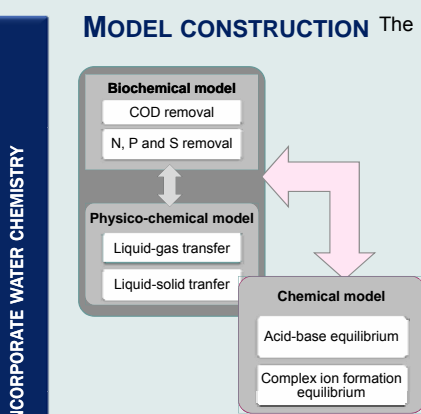 MODEL CONSTRUCTION The
Biochemical model
COD removal
N, P and S removal
Physico-chemical model
Liquid-gas transfer
Liquid-solid tranfer
Chemical model
Acid-base equilibrium
Complex ion formation
equilibrium
WATER CHEMISTRY